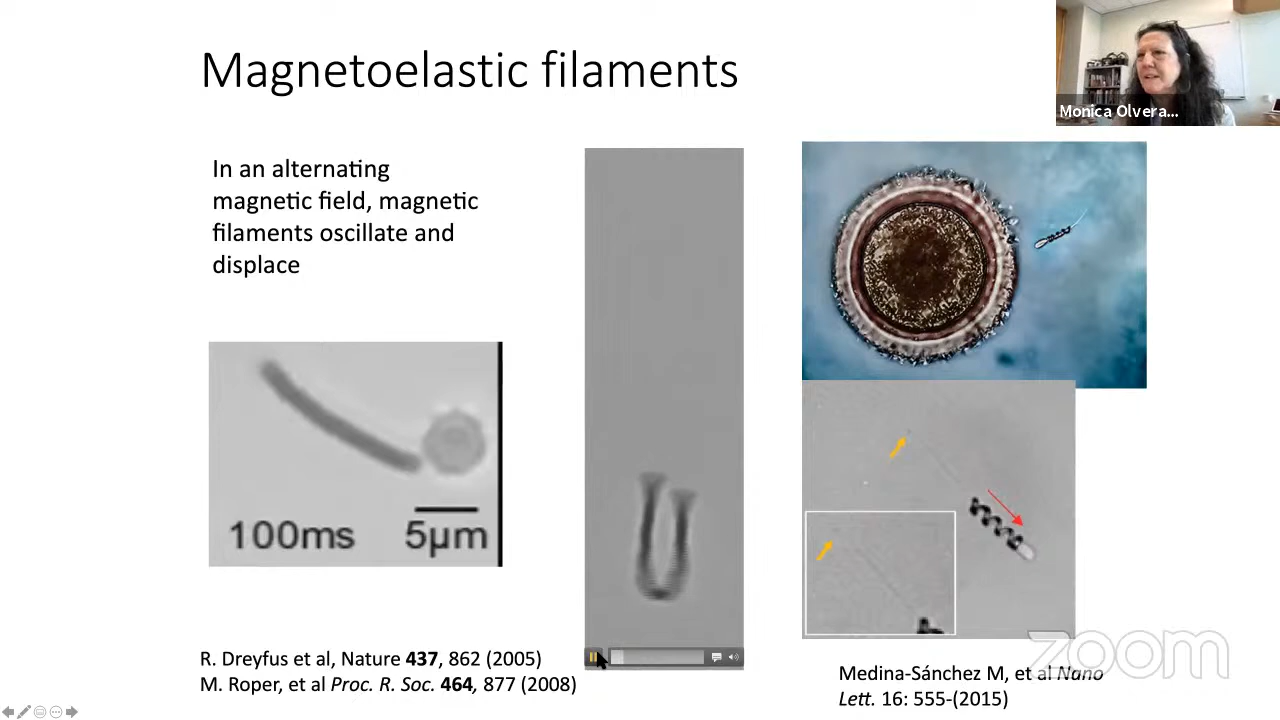 Magnetoelastic filaments
Monica Olvera...
In an alternating
magnetic field, magnetic
filaments oscillate and
displace
100ms
5μm
R. Dreyfus et al, Nature 437, 862 (2005)
M. Roper, et al Proc. R. Soc. 464, 877 (2008)
zoom
Medina-Sánchez M, et al Nano
Lett. 16: 555-(2015)